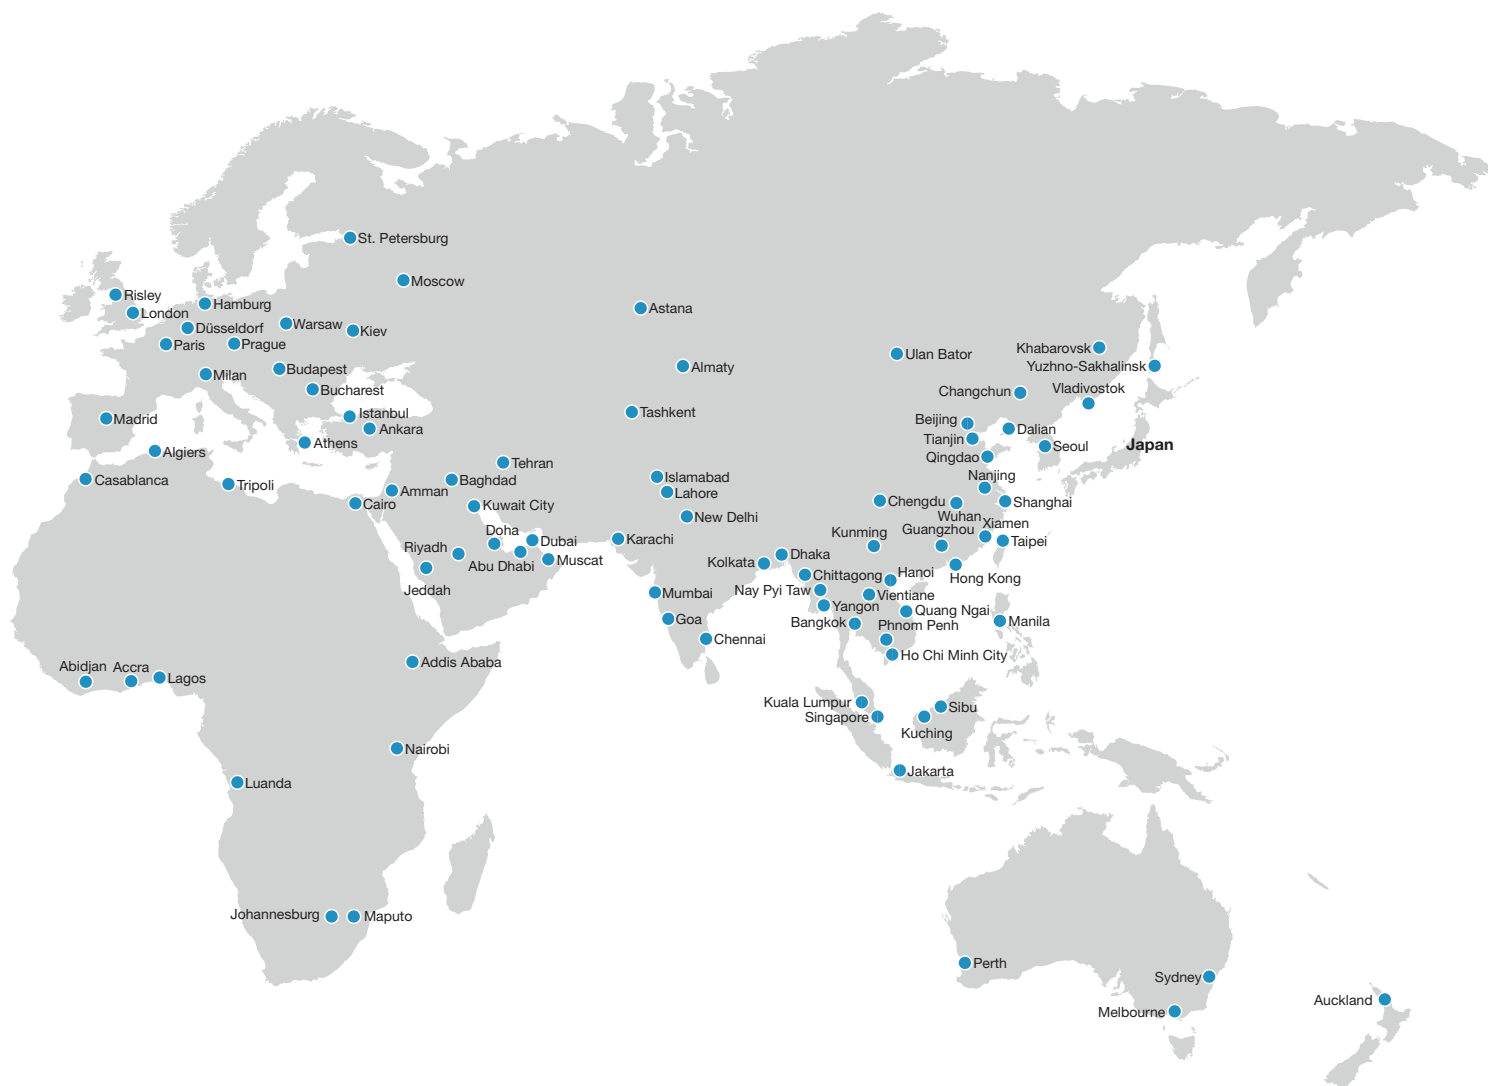 St. Petersburg
Moscow
Risley
London
Hamburg
Düsseldorf
Warsaw
Kiev
Paris
Prague
Budapest
Milan
Bucharest
Madrid
Istanbul
Ankara
Athens
Algiers
Casablanca
Tripoli
Cairo
Amman
Baghdad
Tehran
Kuwait City
Doha
Dubai
Riyadh
Abu Dhabi
Muscat
Jeddah
Abidjan
Accra
Lagos
Addis Ababa
Nairobi
Luanda
Johannesburg
Maputo
Astana
Almaty
Tashkent
Islamabad
Lahore
New Delhi
Karachi
Kolkata
Dhaka
Mumbai
Goa
Chennai
Ulan Bator
Khabarovsk
Yuzhno-Sakhalinsk
Changchun
Vladivostok
Beijing
Dalian
Tianjin
Seoul
Japan
Qingdao
Nanjing
Chengdu
Shanghai
Wuhan
Xiamen
Guangzhou
Kunming
Taipei
Hong Kong
Chittagong
Hanoi
Nay Pyi Taw
Vientiane
Yangon
Quang Ngai
Bangkok
Phnom Penh
Manila
Ho Chi Minh City
Kuala Lumpur
Singapore
Sibu
Kuching
Jakarta
Perth
Sydney
Melbourne
Auckland